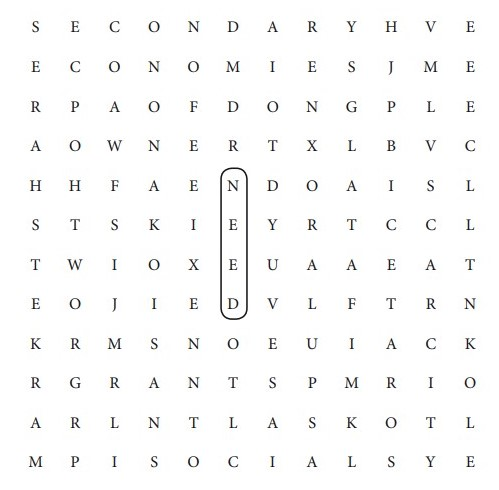 S E C O N D A R Y H V E
E C O N O M I E S J M E
R P A O F D O N G P L E
A O W N E R T X L B V C
H H F A E N D O A I S L
S T S K I E Y R T C C L
T W I O X E U A A E A T
E O J I E D V L F T R N
K R M S N O E U I A C K
R G R A N T S P M R I O
A R L N T L A S K O T L
M P I S O C I A L S Y E